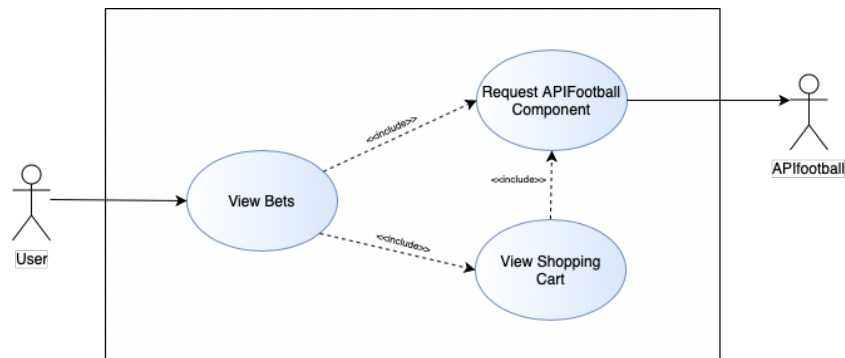 Request APIFootball
Component
<<include>>
APIfootball
<<include>>
View Bets
<<include>>
User
View Shopping
Cart